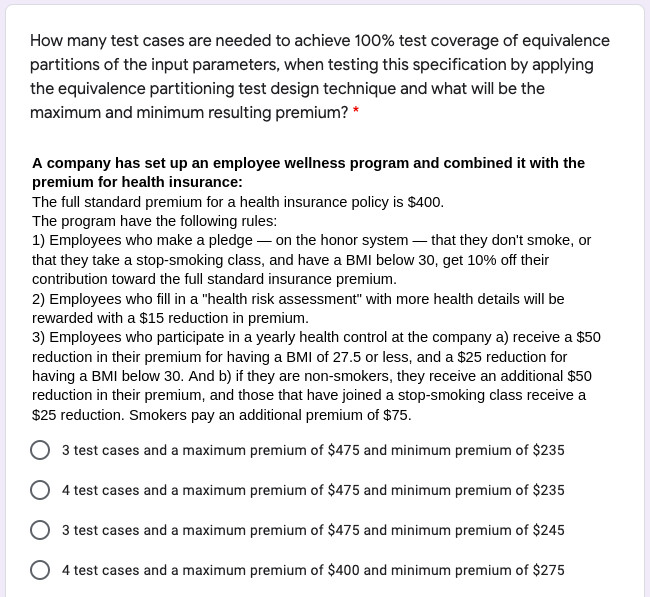 How many test cases are needed to achieve 100% test coverage of equivalence
partitions of the input parameters, when testing this specification by applying
the equivalence partitioning test design technique and what will be the
maximum and minimum resulting premium? *
A company has set up an employee wellness program and combined it with the
premium for health insurance:
The full standard premium for a health insurance policy is $400.
The program have the following rules:
1) Employees who make a pledge — on the honor system — that they don't smoke, or
that they take a stop-smoking class, and have a BMI below 30, get 10% off their
contribution toward the full standard insurance premium.
2) Employees who fill in a "health risk assessment" with more health details will be
rewarded with a $15 reduction in premium.
3) Employees who participate in a yearly health control at the company a) receive a $50
reduction in their premium for having a BMI of 27.5 or less, and a $25 reduction for
having a BMI below 30. And b) if they are non-smokers, they receive an additional $50
reduction in their premium, and those that have joined a stop-smoking class receive a
$25 reduction. Smokers pay an additional premium of $75.
3 test cases and a maximum premium of $475 and minimum premium of $235
4 test cases and a maximum premium of $475 and minimum premium of $235
3 test cases and a maximum premium of $475 and minimum premium of $245
4 test cases and a maximum premium of $400 and minimum premium of $275